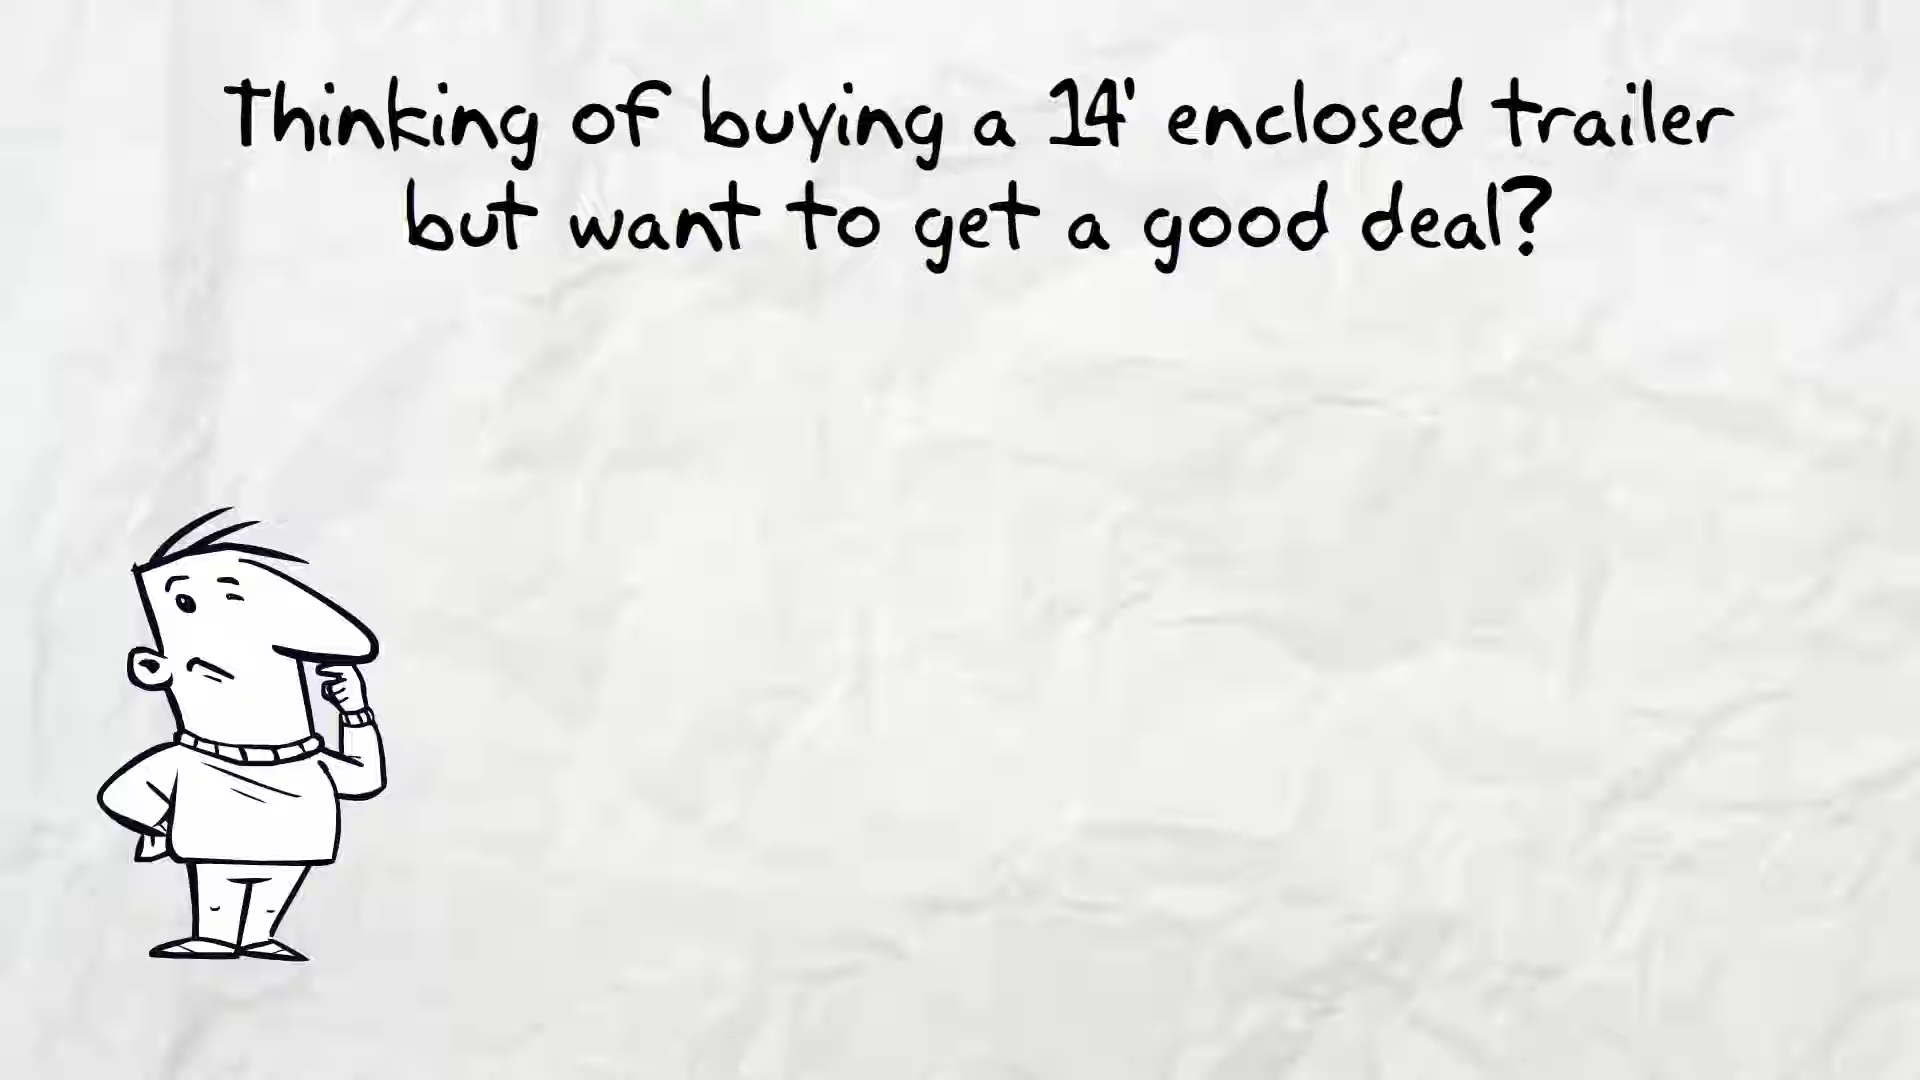 Thinking of buying a 14' enclosed trailer
but want to get a good deal?